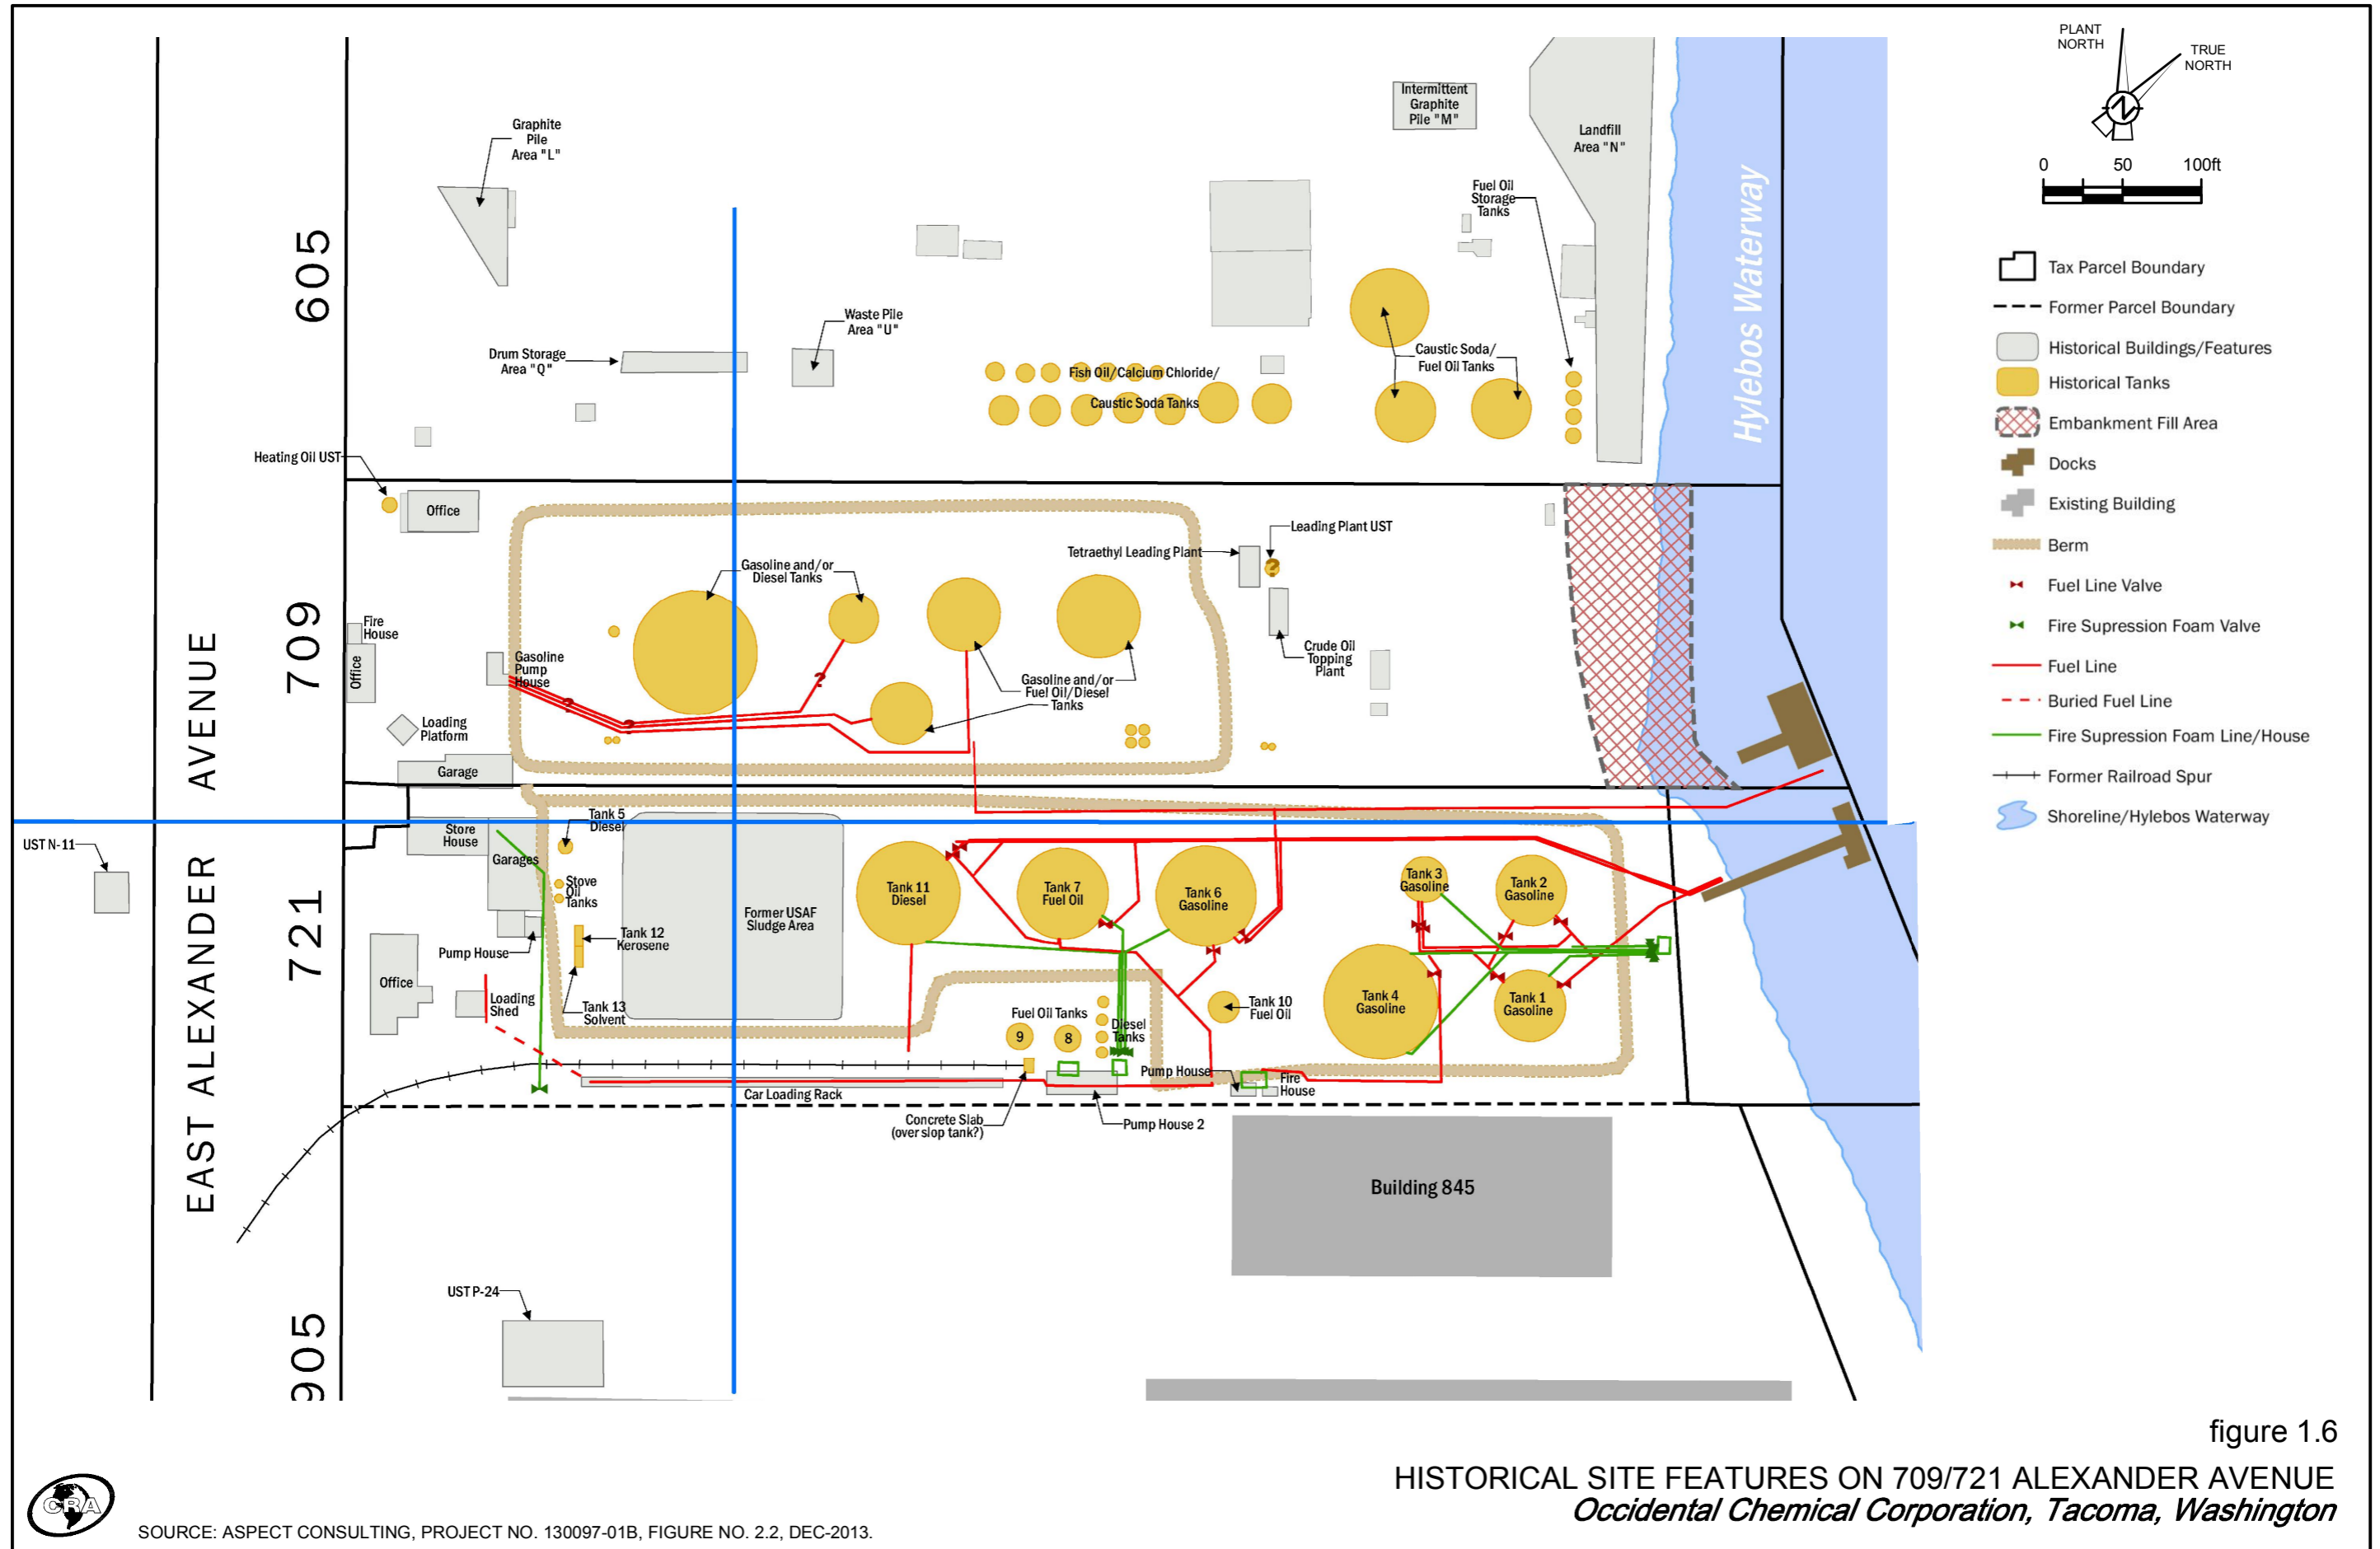 PLANT
NORTH
TRUE
NORTH
0 50 100ft
Tax Parcel Boundary
Former Parcel Boundary
Historical Buildings/Features
Historical Tanks
Embankment Fill Area
Docks
Existing Building
Berm
Fuel Line Valve
Fire Supression Foam Valve
Fuel Line
Buried Fuel Line
Fire Supression Foam Line/House
Former Railroad Spur
Shoreline/Hylebos Waterway
Graphite
Pile
Area "L"
Intermittent
Graphite
Pile "M"
Landfill
Area "N"
Hylebos Waterway
Fuel Oil
Storage
Tanks
605
Waste Pile
Area "U"
Drum Storage
Area "Q"
Fish Oil/Calcium Chloride/
Caustic Soda Tanks
Caustic Soda/
Fuel Oil Tanks
Heating Oil UST
Office
Leading Plant UST
Tetraethyl Leading Plant
?
Gasoline and/or
Diesel Tanks
709
Fire
House
Office
Gasoline
Pump
House
?
?
?
Crude Oil
Topping
Plant
Gasoline and/or
Fuel Oil/Diesel
Tanks
Loading
Platform
Garage
EAST ALEXANDER AVENUE
UST N-11
Store
House
Garages
Tank 5
Diesel
Stove
Oil
Tanks
Former USAF
Sludge Area
Tank 11
Diesel
Tank 7
Fuel Oil
Tank 6
Gasoline
Tank 3
Gasoline
Tank 2
Gasoline
721
Pump House
Tank 12
Kerosene
Office
Loading
Shed
Tank 13
Solvent
Fuel Oil Tanks
9
8
Diesel
Tanks
Tank 10
Fuel Oil
Tank 4
Gasoline
Tank 1
Gasoline
Pump House
Fire
House
Car Loading Rack
Concrete Slab
(over slop tank?)
Pump House 2
Building 845
UST P-24
905
figure 1.6
HISTORICAL SITE FEATURES ON 709/721 ALEXANDER AVENUE
Occidental Chemical Corporation, Tacoma, Washington
CRA
SOURCE: ASPECT CONSULTING, PROJECT NO. 130097-01B, FIGURE NO. 2.2, DEC-2013.